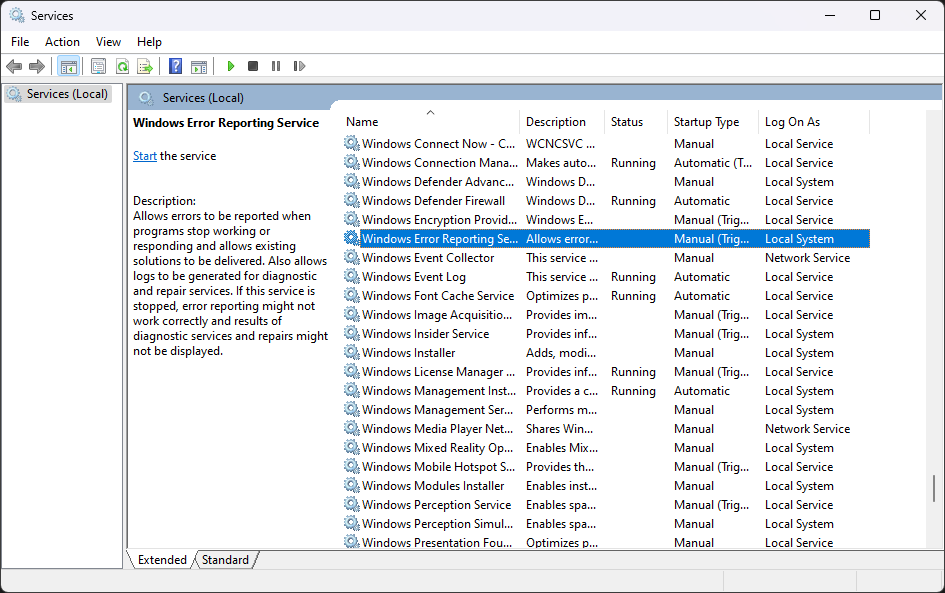 Services
File Action View Help
Services (Local)
Services (Local)
Windows Error Reporting Service
Start the service
Description:
Allows errors to be reported when
programs stop working or
responding and allows existing
solutions to be delivered. Also allows
logs to be generated for diagnostic
and repair services. If this service is
stopped, error reporting might not
work correctly and results of
diagnostic services and repairs might
not be displayed.
Name Description Status Startup Type Log On As
Windows Connect Now - C... WCNCSVC ... Manual Local Service
Windows Connection Mana... Makes auto... Running Automatic (T... Local Service
Windows Defender Advanc... Windows D... Manual Local System
Windows Defender Firewall Windows D... Running Automatic Local Service
Windows Encryption Provid... Windows E... Manual (Trig... Local Service
Windows Error Reporting Se... Allows error... Manual (Trig... Local System
Windows Event Collector This service ... Manual Network Service
Windows Event Log This service ... Running Automatic Local Service
Windows Font Cache Service Optimizes p... Running Automatic Local Service
Windows Image Acquisitio... Provides im... Manual (Trig... Local Service
Windows Insider Service Provides inf... Manual (Trig... Local System
Windows Installer Adds, modi... Manual Local System
Windows License Manager ... Provides inf... Running Manual (Trig... Local Service
Windows Management Inst... Provides a c... Running Automatic Local System
Windows Management Ser... Performs m... Manual Local System
Windows Media Player Net... Shares Win... Manual Network Service
Windows Mixed Reality Op... Enables Mix... Manual Local System
Windows Mobile Hotspot S... Provides th... Manual (Trig... Local Service
Windows Modules Installer Enables inst... Manual Local System
Windows Perception Service Enables spa... Manual (Trig... Local Service
Windows Perception Simul... Enables spa... Manual Local System
Windows Presentation Fou... Optimizes p... Manual Local Service
Extended Standard